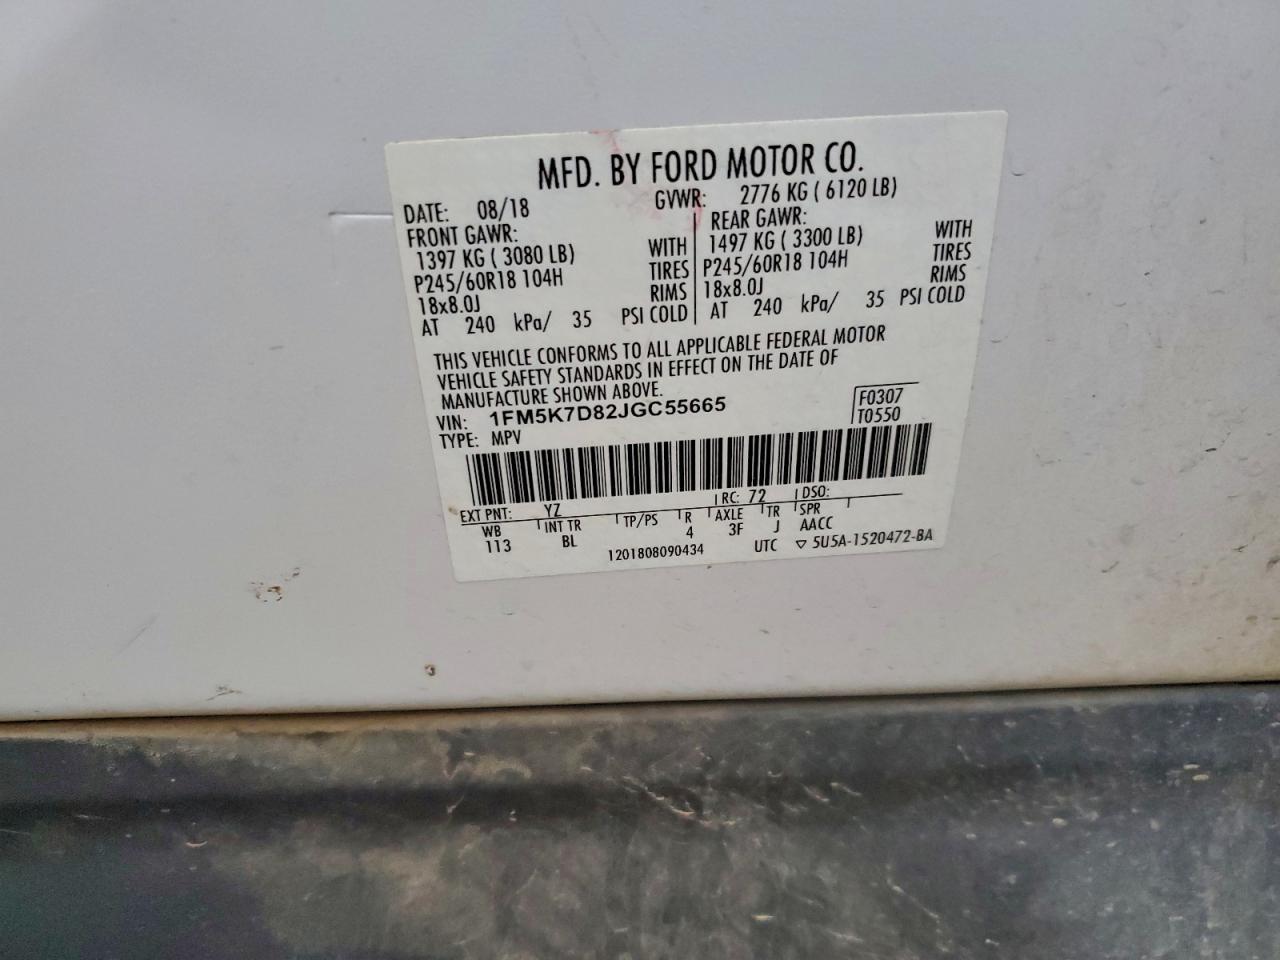 MFD. BY FORD MOTOR CO.
DATE: 08/18 GVWR: 2776 KG ( 6120 LB)
FRONT GAWR: REAR GAWR:
1397 KG ( 3080 LB) WITH 1497 KG ( 3300 LB) WITH
P245/60R18 104H TIRES P245/60R18 104H TIRES
18x8.0J RIMS 18x8.0J RIMS
AT 240 kPa/ 35 PSI COLD AT 240 kPa/ 35 PSI COLD
THIS VEHICLE CONFORMS TO ALL APPLICABLE FEDERAL MOTOR
VEHICLE SAFETY STANDARDS IN EFFECT ON THE DATE OF
MANUFACTURE SHOWN ABOVE.
VIN: 1FM5K7D82JGC55665 F0307
TYPE: MPV T0550
EXT PNT: YZ RC: 72 DSO:
WB INT TR TP/PS R AXLE TR SPR
113 BL 4 3F J AACC
1201808090434 UTC ▽ 5U5A-1520472-BA